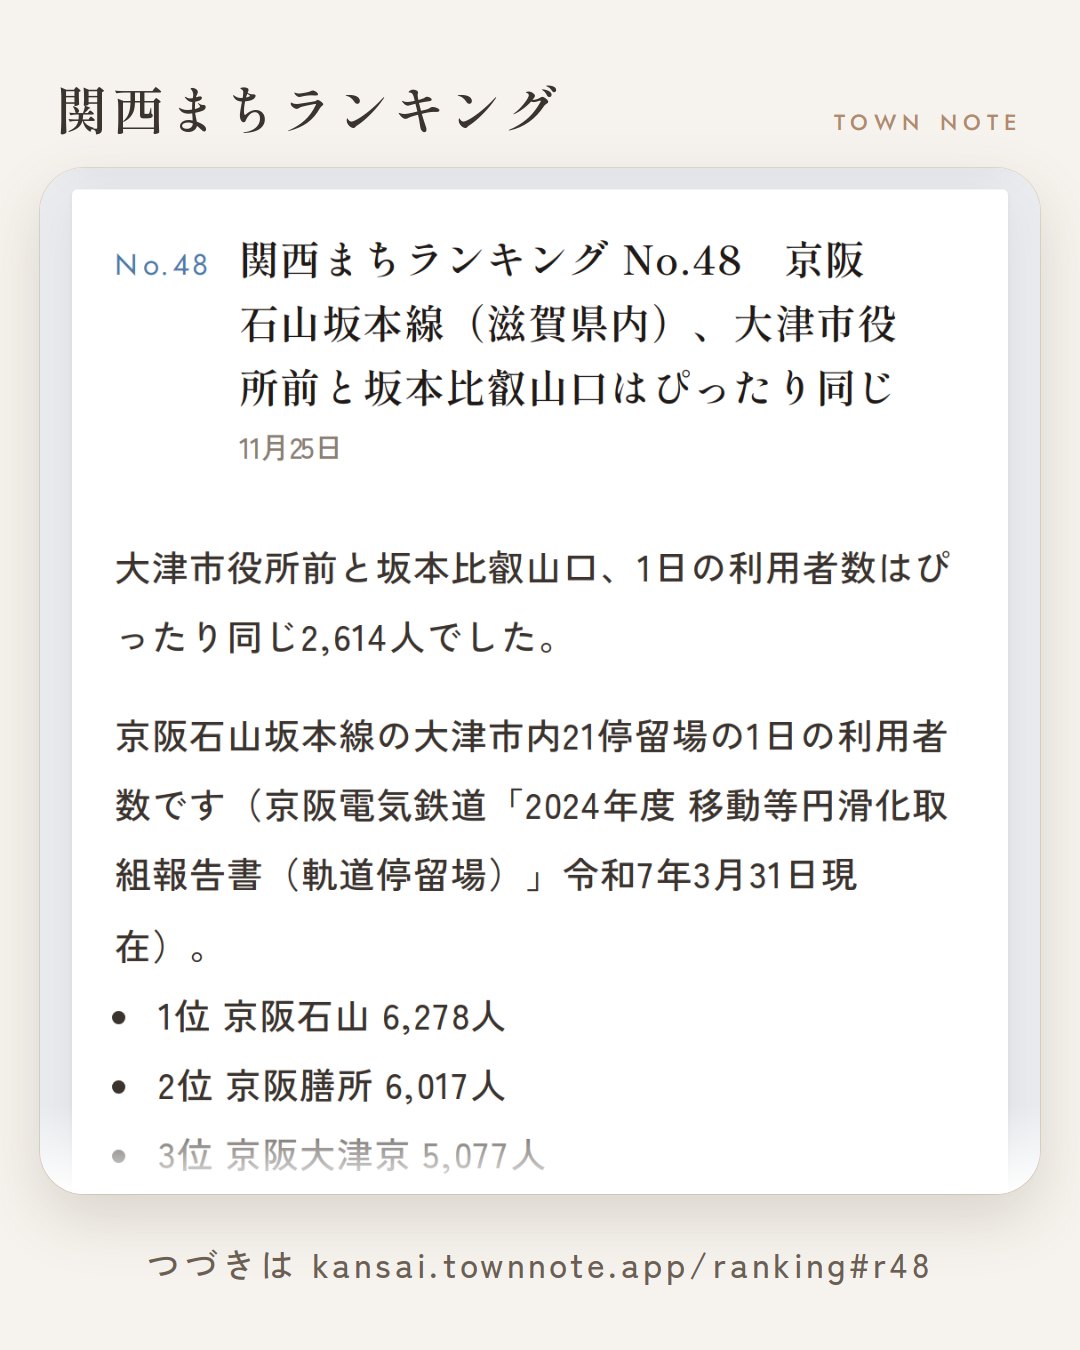 関西まちランキング
TOWN NOTE
No.48
関西まちランキング No.48　京阪
石山坂本線（滋賀県内）、大津市役
所前と坂本比叡山口はぴったり同じ
11月25日
大津市役所前と坂本比叡山口、1日の利用者数はぴ
ったり同じ2,614人でした。
京阪石山坂本線の大津市内21停留場の1日の利用者
数です（京阪電気鉄道「2024年度 移動等円滑化取
組報告書（軌道停留場）」令和7年3月31日現
在）。
• 1位 京阪石山 6,278人
• 2位 京阪膳所 6,017人
• 3位 京阪大津京 5,077人
つづきは kansai.townnote.app/ranking#r48